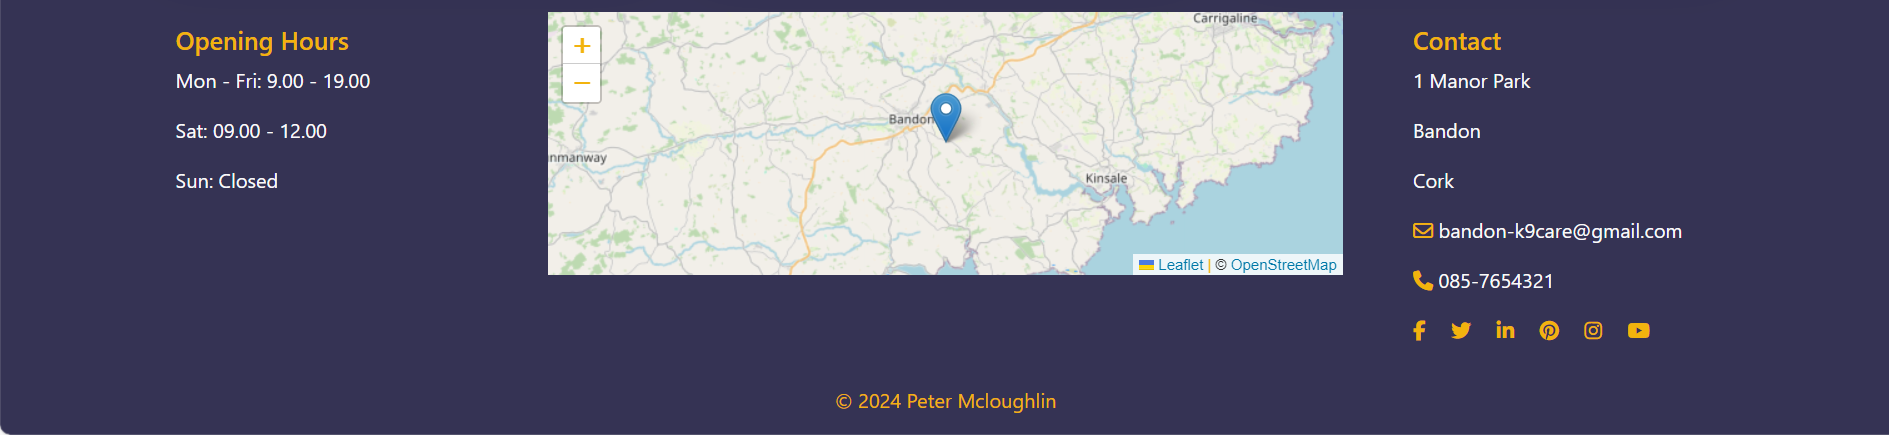 Opening Hours
Mon - Fri: 9.00 - 19.00
Sat: 09.00 - 12.00
Sun: Closed
+
−
Carrigaline
Bandon
nmanway
Kinsale
Leaflet | © OpenStreetMap
Contact
1 Manor Park
Bandon
Cork
bandon-k9care@gmail.com
085-7654321
© 2024 Peter Mcloughlin